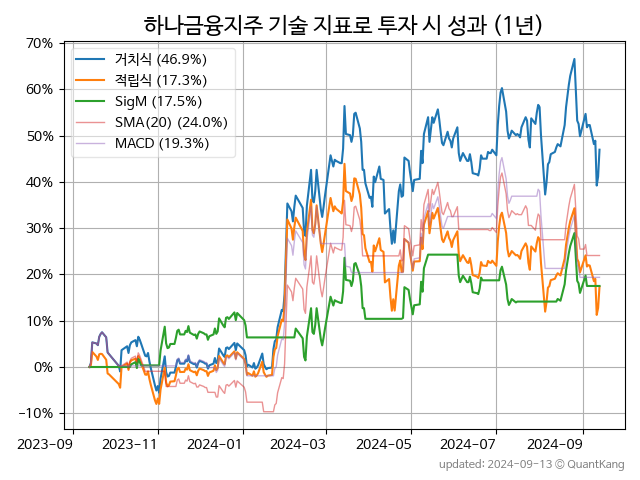 하나금융지주 기술 지표로 투자 시 성과 (1년)
70%
60%
50%
40%
30%
20%
10%
0%
−10%
거치식 (46.9%)
적립식 (17.3%)
SigM (17.5%)
SMA(20) (24.0%)
MACD (19.3%)
2023-09 2023-11 2024-01 2024-03 2024-05 2024-07 2024-09
updated: 2024-09-13 ⓒ QuantKang